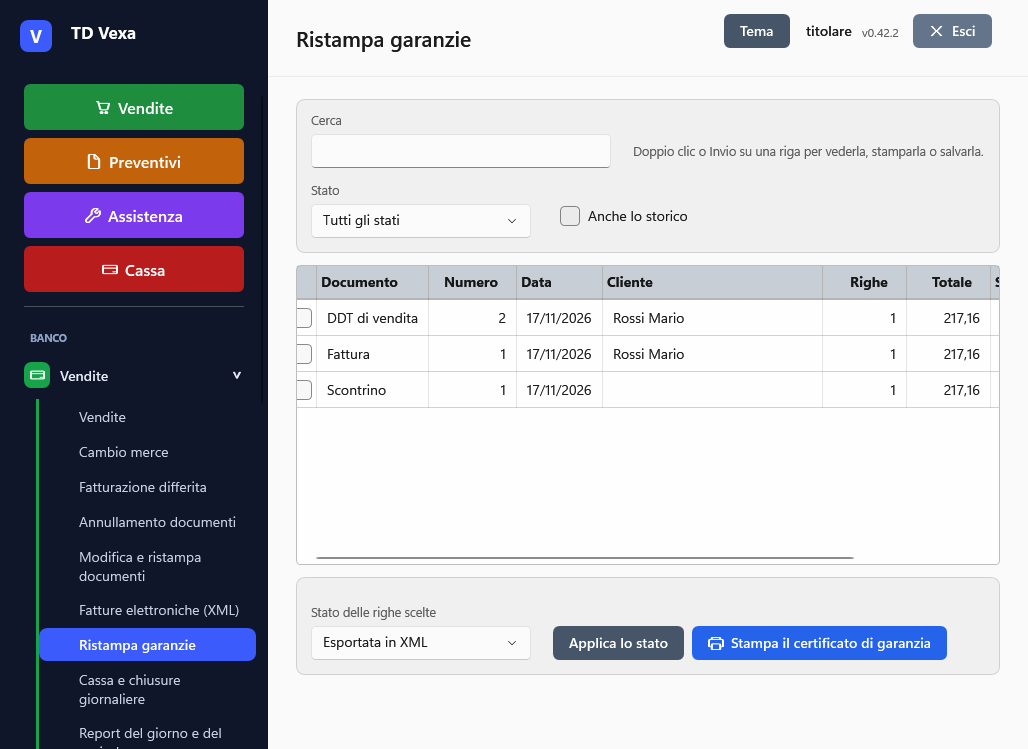 V TD Vexa
Vendite
Preventivi
Assistenza
Cassa
BANCO
Vendite
Vendite
Cambio merce
Fatturazione differita
Annullamento documenti
Modifica e ristampa
documenti
Fatture elettroniche (XML)
Ristampa garanzie
Cassa e chiusure
giornaliere
Report del giorno e del
Ristampa garanzie
Tema titolare v0.42.2 Esci
Cerca
Doppio clic o Invio su una riga per vederla, stamparla o salvarla.
Stato
Tutti gli stati Anche lo storico
Documento Numero Data Cliente Righe Totale
DDT di vendita 2 17/11/2026 Rossi Mario 1 217,16
Fattura 1 17/11/2026 Rossi Mario 1 217,16
Scontrino 1 17/11/2026 1 217,16
Stato delle righe scelte
Esportata in XML Applica lo stato Stampa il certificato di garanzia